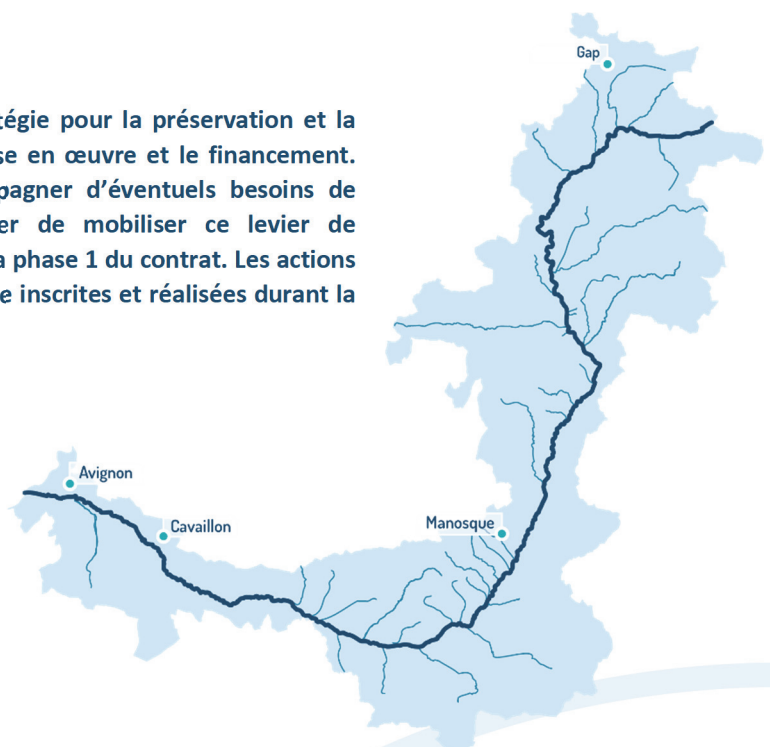 tégie pour la préservation et la
se en œuvre et le financement.
pagner d'éventuels besoins de
er de mobiliser ce levier de
a phase 1 du contrat. Les actions
e inscrites et réalisées durant la
Gap
Avignon
Cavaillon
Manosque